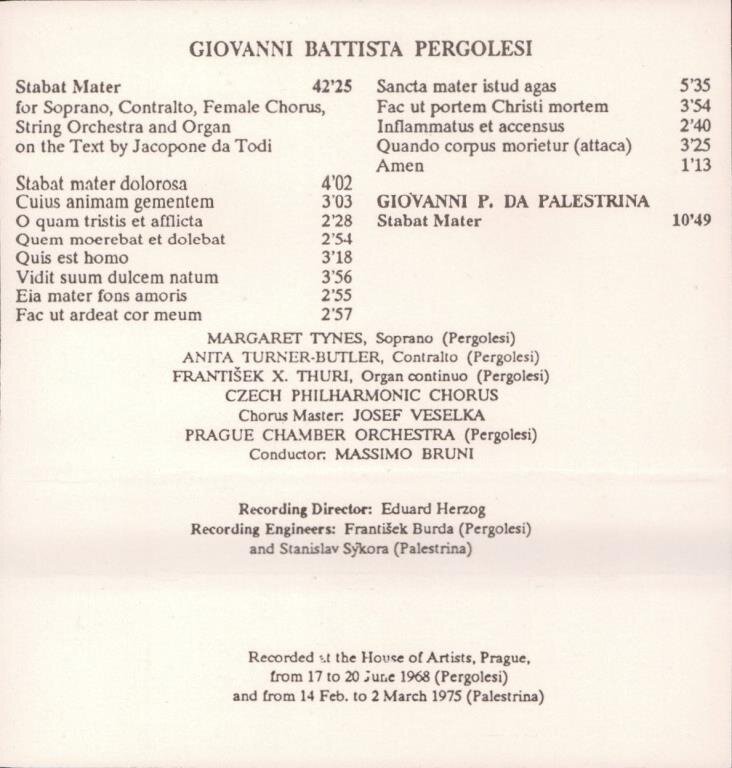 GIOVANNI BATTISTA PERGOLESI
Stabat Mater 42'25
for Soprano, Contralto, Female Chorus,
String Orchestra and Organ
on the Text by Jacopone da Todi
Stabat mater dolorosa 4'02
Cuius animam gementem 3'03
O quam tristis et afflicta 2'28
Quem moerebat et dolebat 2'54
Quis est homo 3'18
Vidit suum dulcem natum 3'56
Eia mater fons amoris 2'55
Fac ut ardeat cor meum 2'57
Sancta mater istud agas 5'35
Fac ut portem Christi mortem 3'54
Inflammatus et accensus 2'40
Quando corpus morietur (attaca) 3'25
Amen 1'13
GIOVANNI P. DA PALESTRINA
Stabat Mater 10'49
MARGARET TYNES, Soprano (Pergolesi)
ANITA TURNER-BUTLER, Contralto (Pergolesi)
FRANTIŠEK X. THURI, Organ continuo (Pergolesi)
CZECH PHILHARMONIC CHORUS
Chorus Master: JOSEF VESELKA
PRAGUE CHAMBER ORCHESTRA (Pergolesi)
Conductor: MASSIMO BRUNI
Recording Director: Eduard Herzog
Recording Engineers: František Burda (Pergolesi)
and Stanislav Sýkora (Palestrina)
Recorded at the House of Artists, Prague,
from 17 to 20 June 1968 (Pergolesi)
and from 14 Feb. to 2 March 1975 (Palestrina)